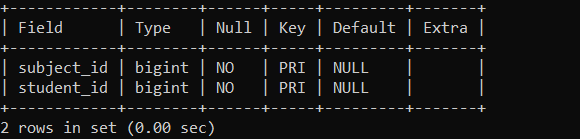 +------------+--------+------+-----+---------+-------+
| Field      | Type   | Null | Key | Default | Extra |
+------------+--------+------+-----+---------+-------+
| subject_id | bigint | NO   | PRI | NULL    |       |
| student_id | bigint | NO   | PRI | NULL    |       |
+------------+--------+------+-----+---------+-------+
2 rows in set (0.00 sec)